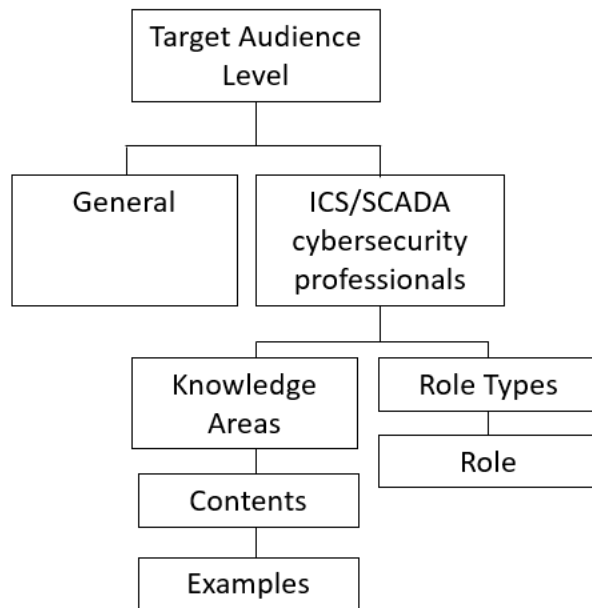 Target Audience
Level
General
ICS/SCADA
cybersecurity
professionals
Knowledge
Areas
Role Types
Role
Contents
Examples